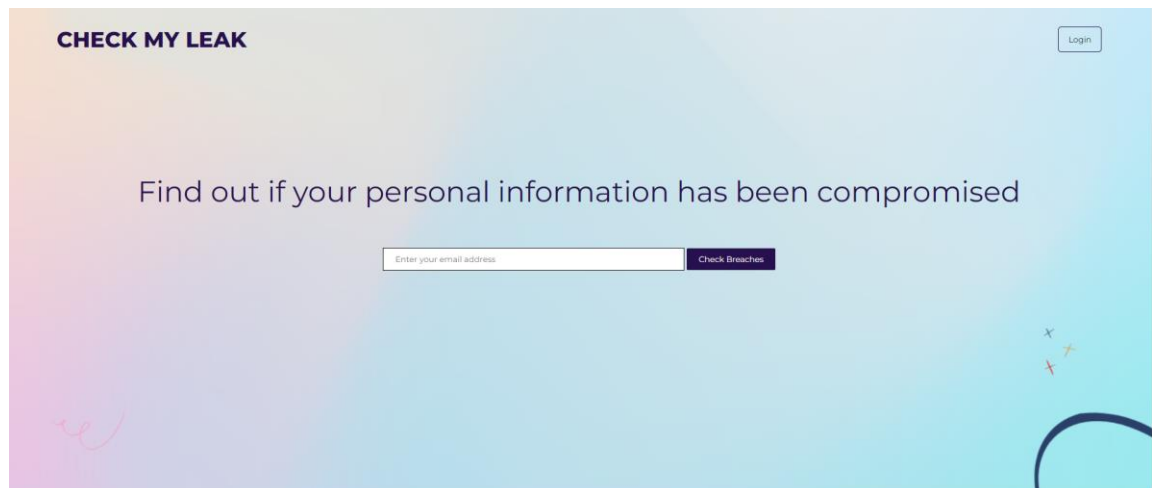 CHECK MY LEAK
Login
Find out if your personal information has been compromised
Enter your email address
Check Breaches